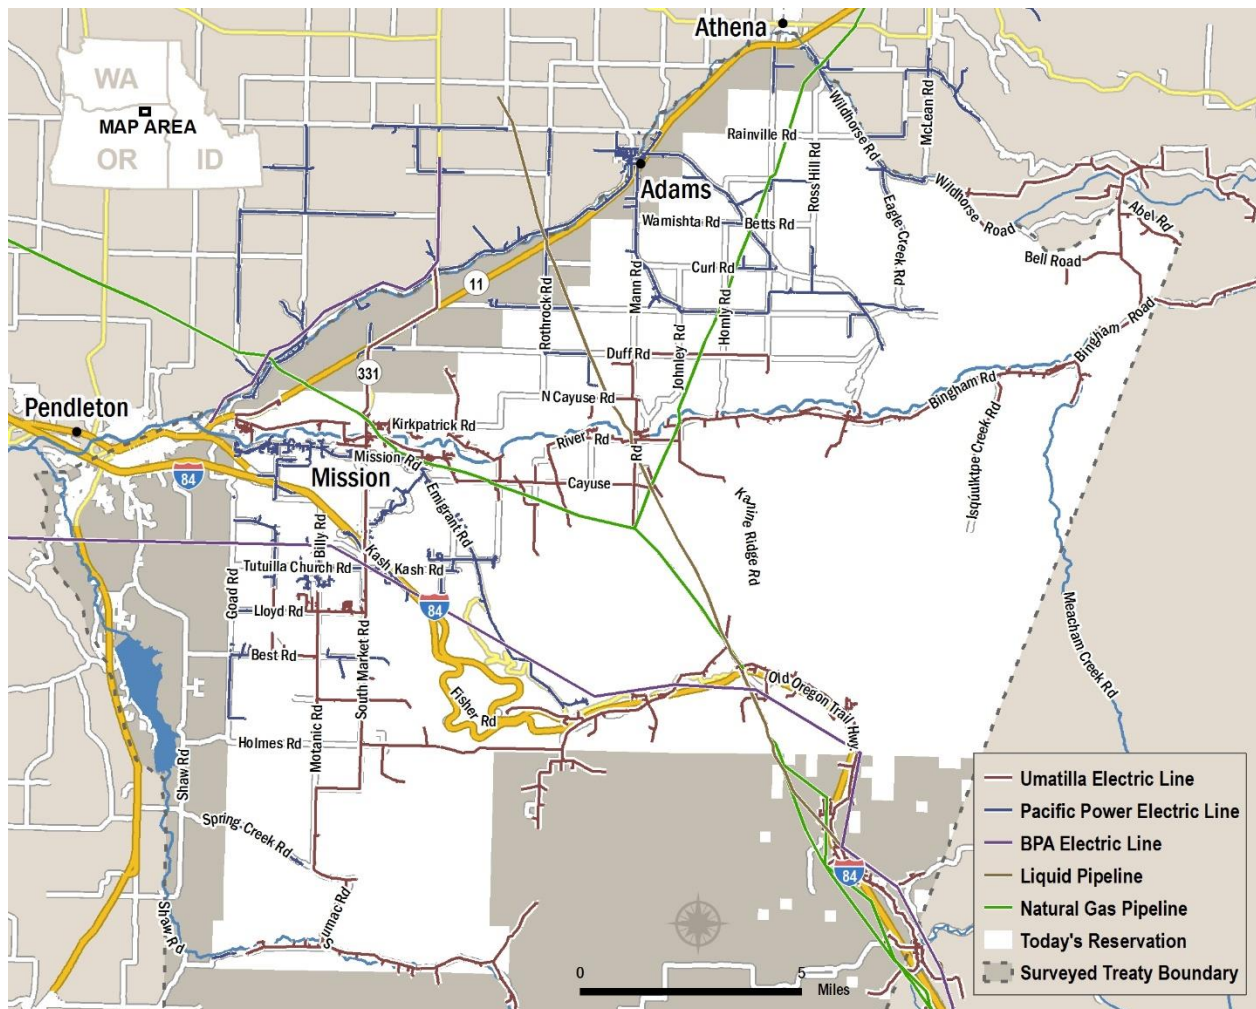 Athena
WA
MAP AREA
OR
ID
Adams
Rainville Rd
Ross Hill Rd
Wildhorse Rd
McLean Rd
Wildhorse Road
Eagle Creek Rd
Wamishta Rd
Betts Rd
Curl Rd
Abel Rd
Bell Road
11
Rothrock Rd
Mann Rd
Johnley Rd
Homly Rd
Duff Rd
331
Bingham Road
Bingham Rd
Pendleton
N Cayuse Rd
Kirkpatrick Rd
River Rd
Rd
Mission Rd
Mission
84
Cayuse
Emigrant Rd
Kanine Ridge Rd
Isquulktpe Creek Rd
Billy Rd
Kash Kash Rd
Tutuilla Church Rd
Goad Rd
Lloyd Rd
84
South Market Rd
Best Rd
Meacham Creek Rd
Old Oregon Trail Hwy.
Fisher Rd
Motanic Rd
Holmes Rd
Shaw Rd
Spring Creek Rd
84
Sumac Rd
Shaw Rd
0
5
Miles
Umatilla Electric Line
Pacific Power Electric Line
BPA Electric Line
Liquid Pipeline
Natural Gas Pipeline
Today's Reservation
Surveyed Treaty Boundary